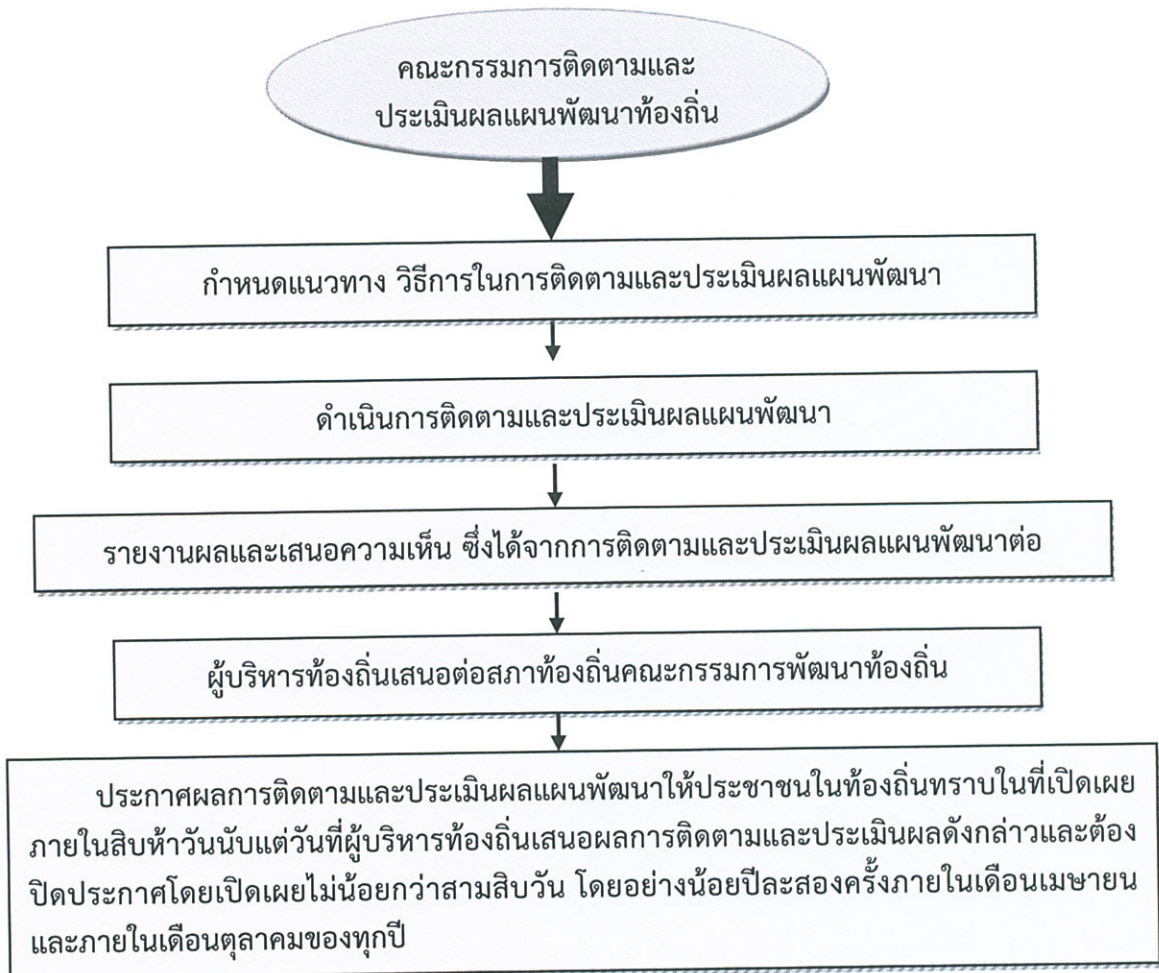 คณะกรรมการติดตามและ
ประเมินผลแผนพัฒนาท้องถิ่น
กำหนดแนวทาง วิธีการในการติดตามและประเมินผลแผนพัฒนา
ดำเนินการติดตามและประเมินผลแผนพัฒนา
รายงานผลและเสนอความเห็น ซึ่งได้จากการติดตามและประเมินผลแผนพัฒนาต่อ
ผู้บริหารท้องถิ่นเสนอต่อสภาท้องถิ่นคณะกรรมการพัฒนาท้องถิ่น
ประกาศผลการติดตามและประเมินผลแผนพัฒนาให้ประชาชนในท้องถิ่นทราบในที่เปิดเผย
ภายในสิบห้าวันนับแต่วันที่ผู้บริหารท้องถิ่นเสนอผลการติดตามและประเมินผลดังกล่าวและต้อง
ปิดประกาศโดยเปิดเผยไม่น้อยกว่าสามสิบวัน โดยอย่างน้อยปีละสองครั้งภายในเดือนเมษายน
และภายในเดือนตุลาคมของทุกปี